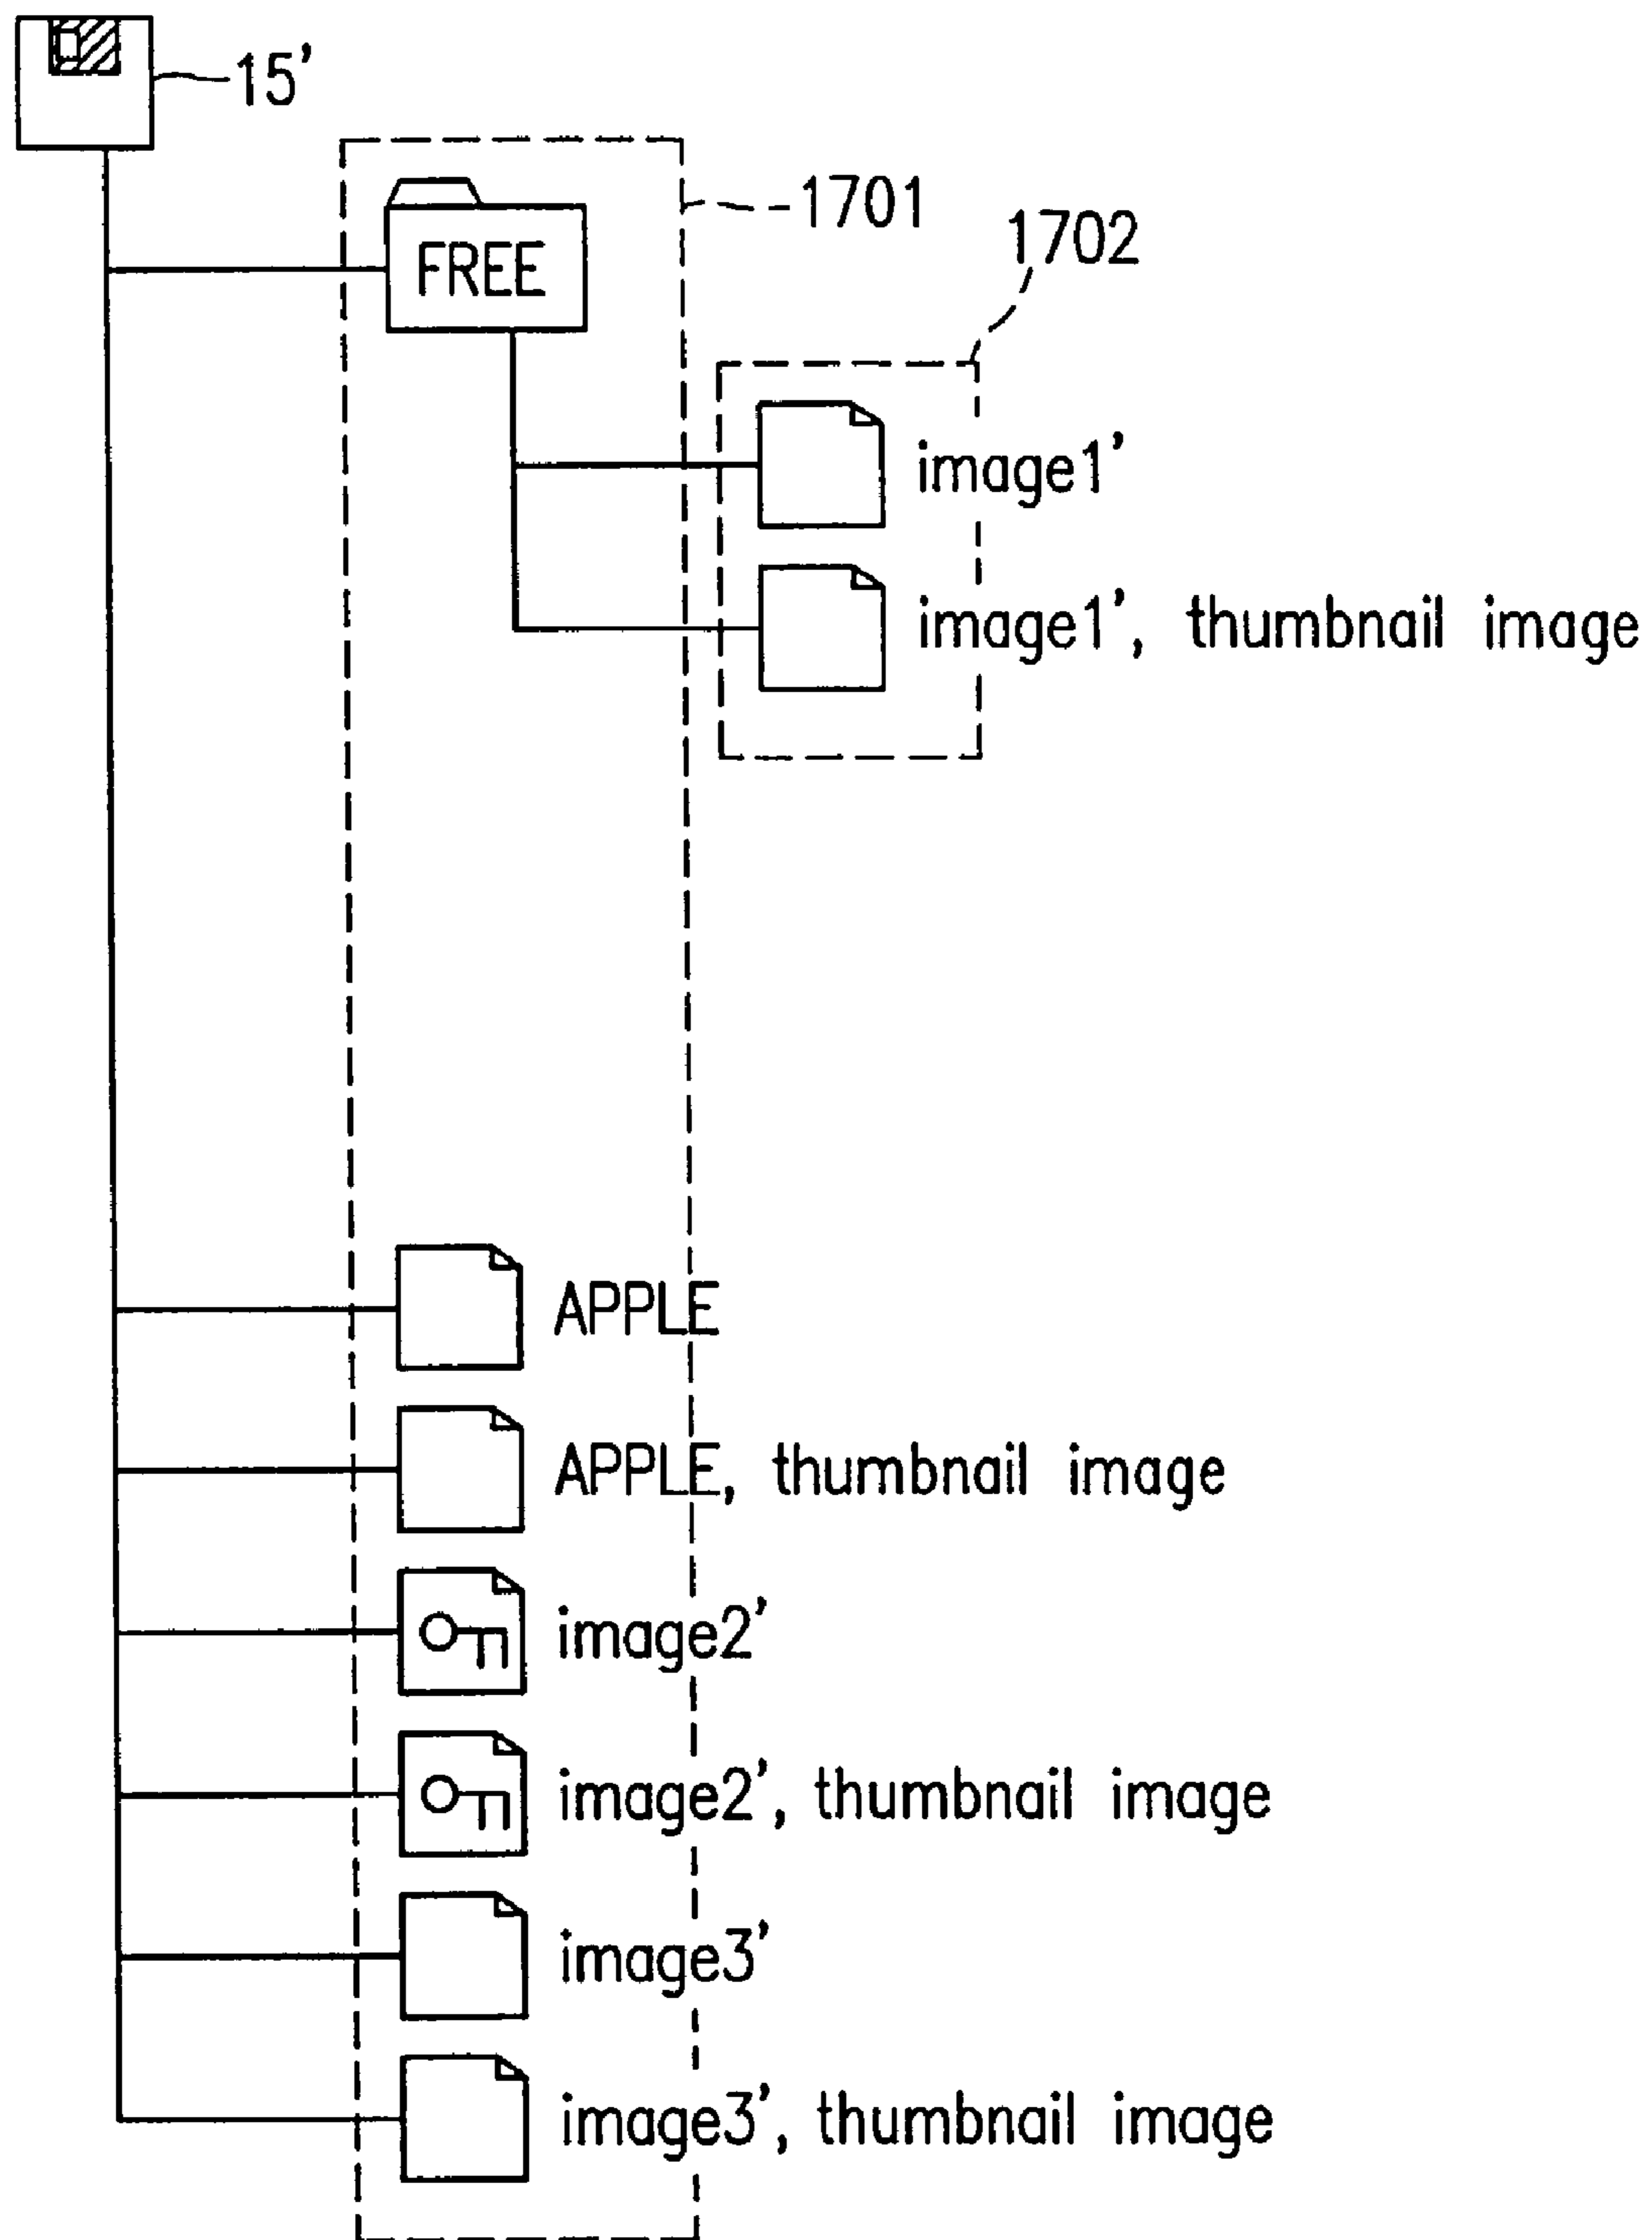 15'
1701
1702
FREE
image1'
image1', thumbnail image
APPLE
APPLE, thumbnail image
image2'
image2', thumbnail image
image3'
image3', thumbnail image